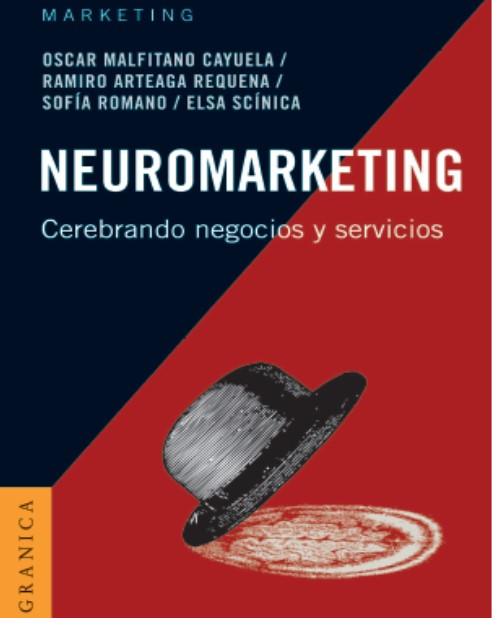 MARKETING
OSCAR MALFITANO CAYUELA /
RAMIRO ARTEAGA REQUENA /
SOFÍA ROMANO / ELSA SCÍNICA
NEUROMARKETING
Cerebrando negocios y servicios
GRANICA